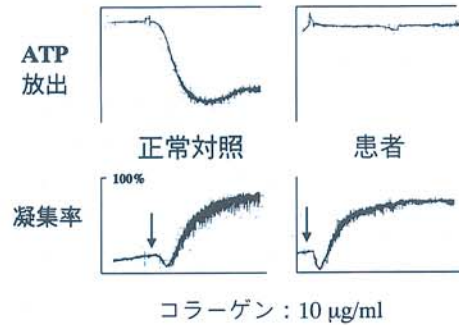 ATP
放出
正常対照
患者
100%
凝集率
コラーゲン：10 μg/ml